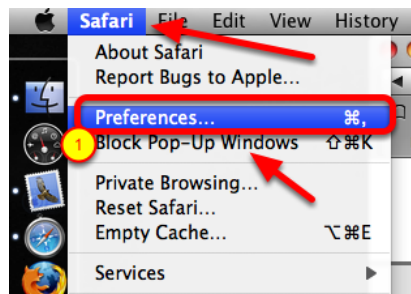 Safari File Edit View History
About Safari
Report Bugs to Apple...
Preferences... ⌘,
1
Block Pop-Up Windows ⇧⌘K
Private Browsing...
Reset Safari...
Empty Cache... ⌥⌘E
Services ▶